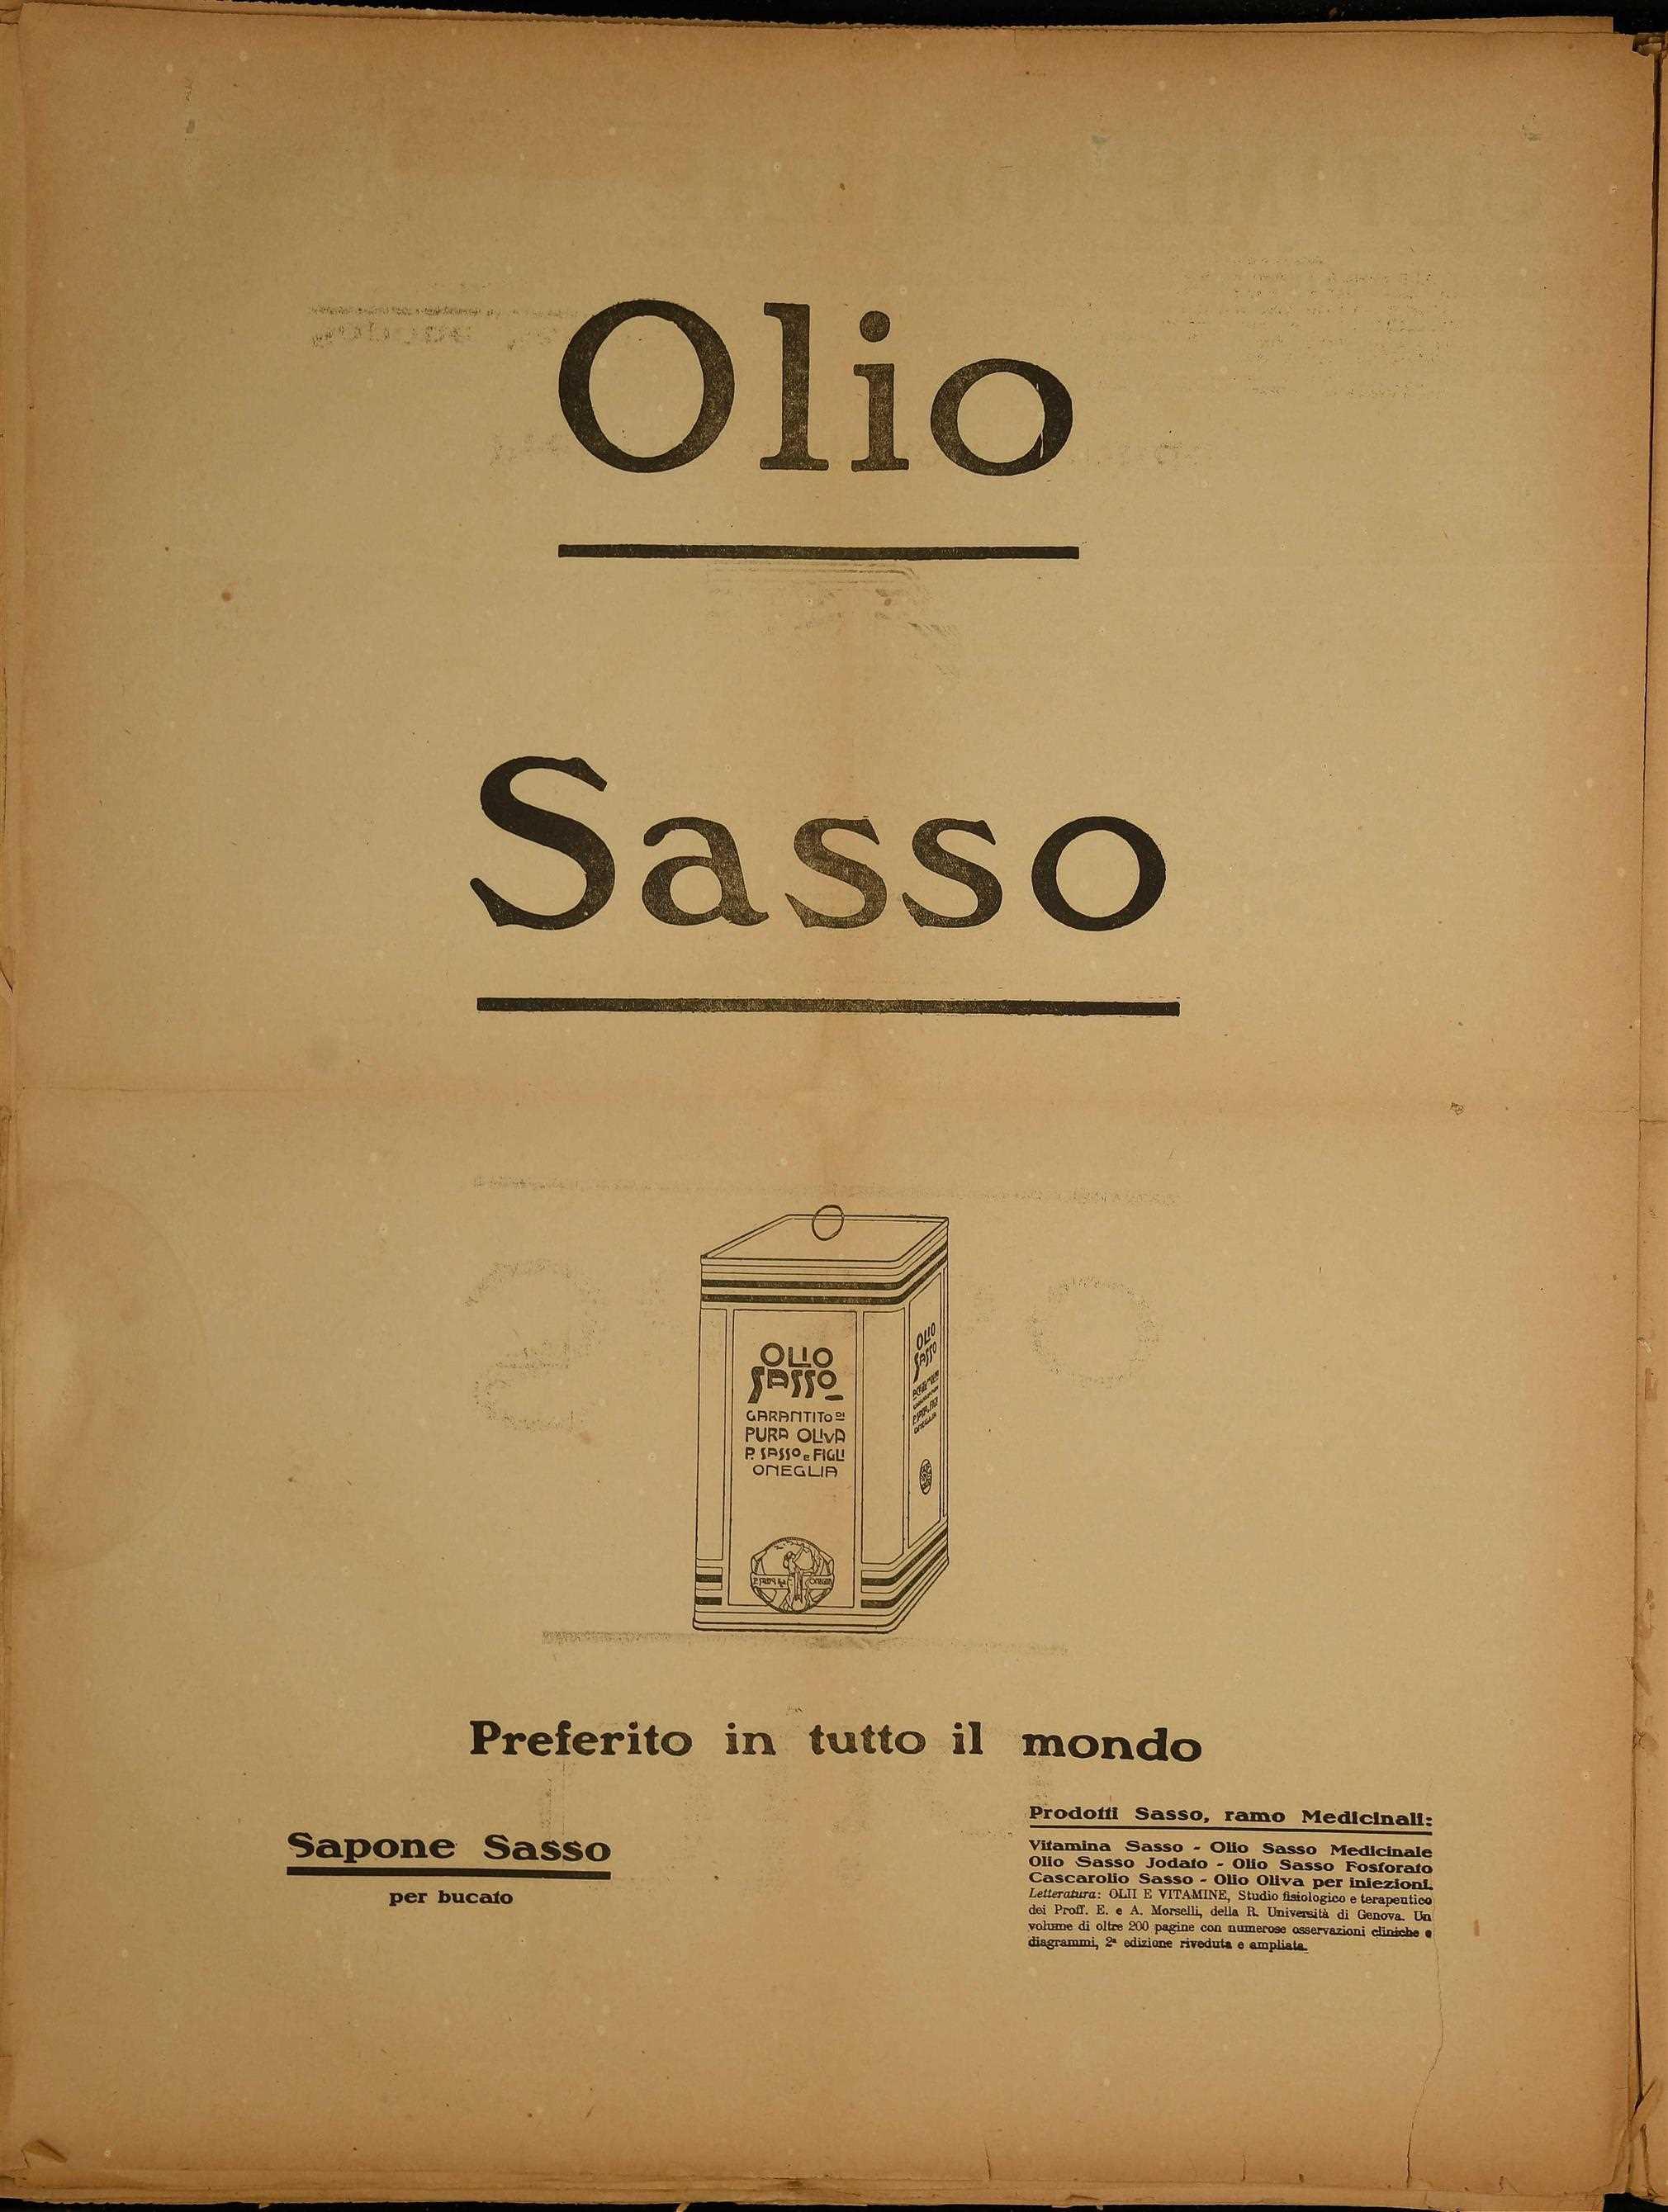 Olio
Sasso
OLIO
SASSO
GARANTITO DI
PURA OLIVA
P. SASSO e FIGLI
ONEGLIA
OLIO
SASSO
ONEGLIA
Preferito in tutto il mondo
Sapone Sasso
per bucato
Prodotti Sasso, ramo Medicinali:
Vitamina Sasso - Olio Sasso Medicinale
Olio Sasso Jodato - Olio Sasso Fosforato
Cascarolio Sasso - Olio Oliva per iniezioni.
Letteratura: OLII E VITAMINE, Studio fisiologico e terapeutico
dei Proff. E. e A. Morselli, della R. Università di Genova. Un
volume di oltre 200 pagine con numerose osservazioni cliniche e
diagrammi, 2ª edizione riveduta e ampliata.